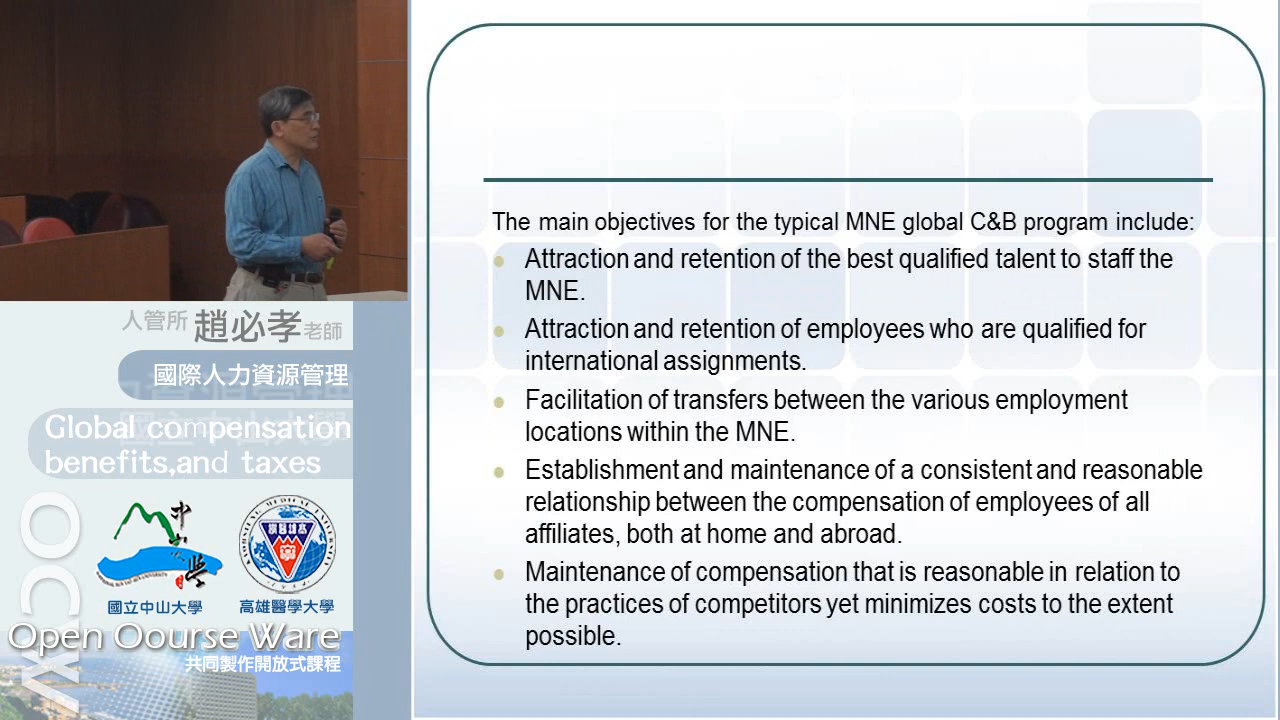 人管所 趙必孝老師
國際人力資源管理
Global compensation
benefits,and taxes
OCW
中山大學
國立中山大學
高雄醫學大學
Open Oourse Ware
共同製作開放式課程
The main objectives for the typical MNE global C&B program include:
Attraction and retention of the best qualified talent to staff the
MNE.
Attraction and retention of employees who are qualified for
international assignments.
Facilitation of transfers between the various employment
locations within the MNE.
Establishment and maintenance of a consistent and reasonable
relationship between the compensation of employees of all
affiliates, both at home and abroad.
Maintenance of compensation that is reasonable in relation to
the practices of competitors yet minimizes costs to the extent
possible.